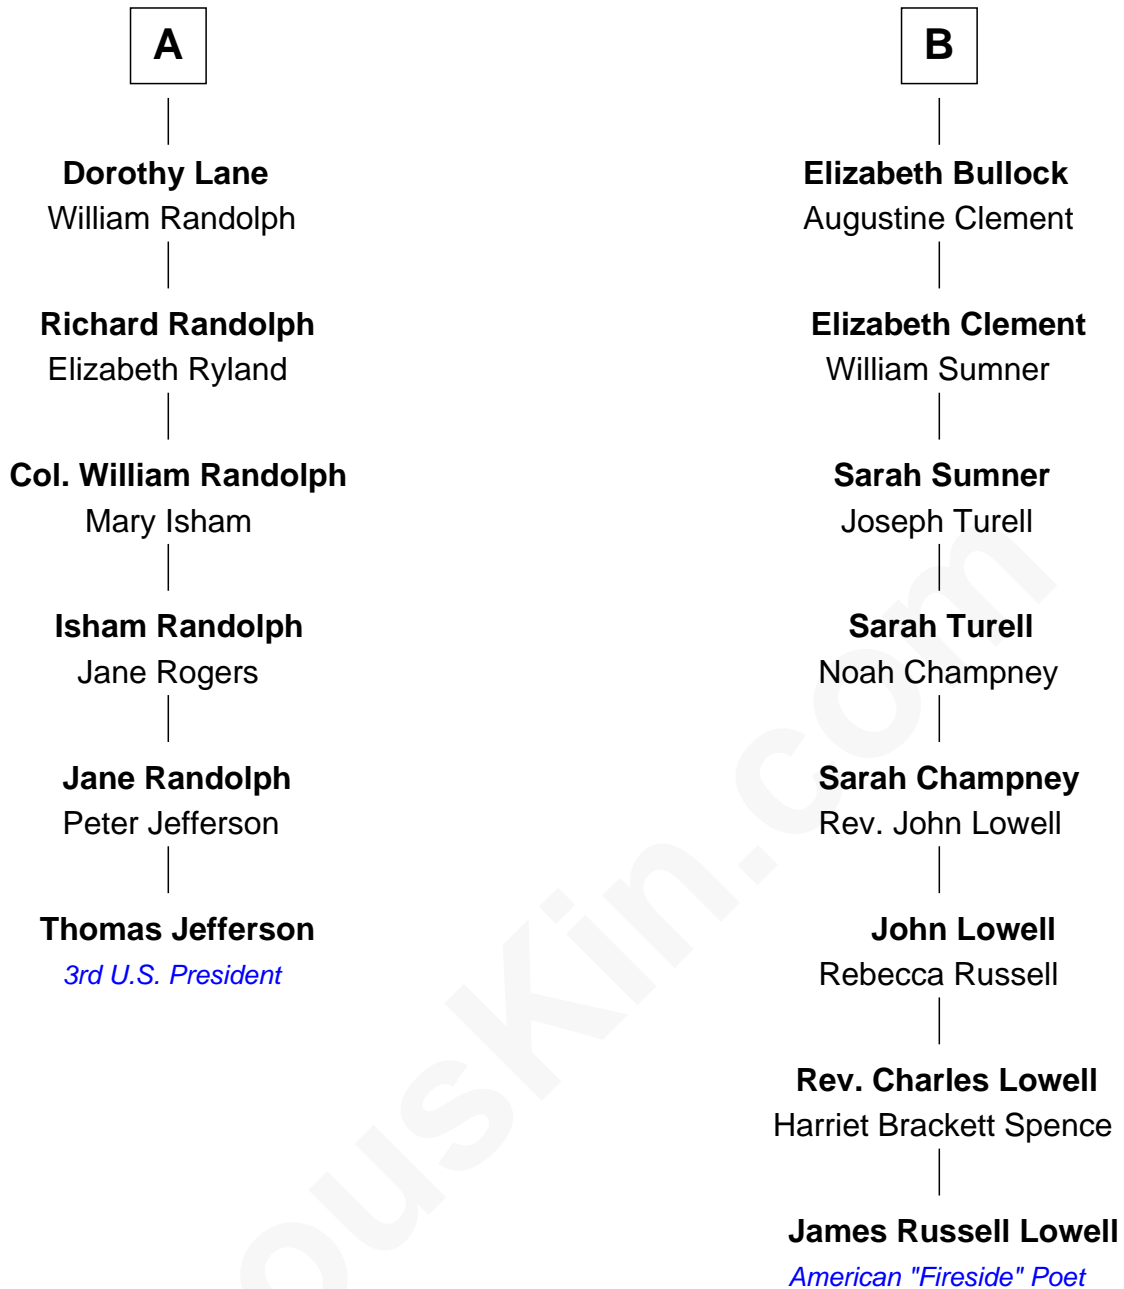 A
Dorothy Lane
William Randolph
Richard Randolph
Elizabeth Ryland
Col. William Randolph
Mary Isham
Isham Randolph
Jane Rogers
Jane Randolph
Peter Jefferson
Thomas Jefferson
3rd U.S. President
B
Elizabeth Bullock
Augustine Clement
Elizabeth Clement
William Sumner
Sarah Sumner
Joseph Turell
Sarah Turell
Noah Champney
Sarah Champney
Rev. John Lowell
John Lowell
Rebecca Russell
Rev. Charles Lowell
Harriet Brackett Spence
James Russell Lowell
American "Fireside" Poet
ousKin.com